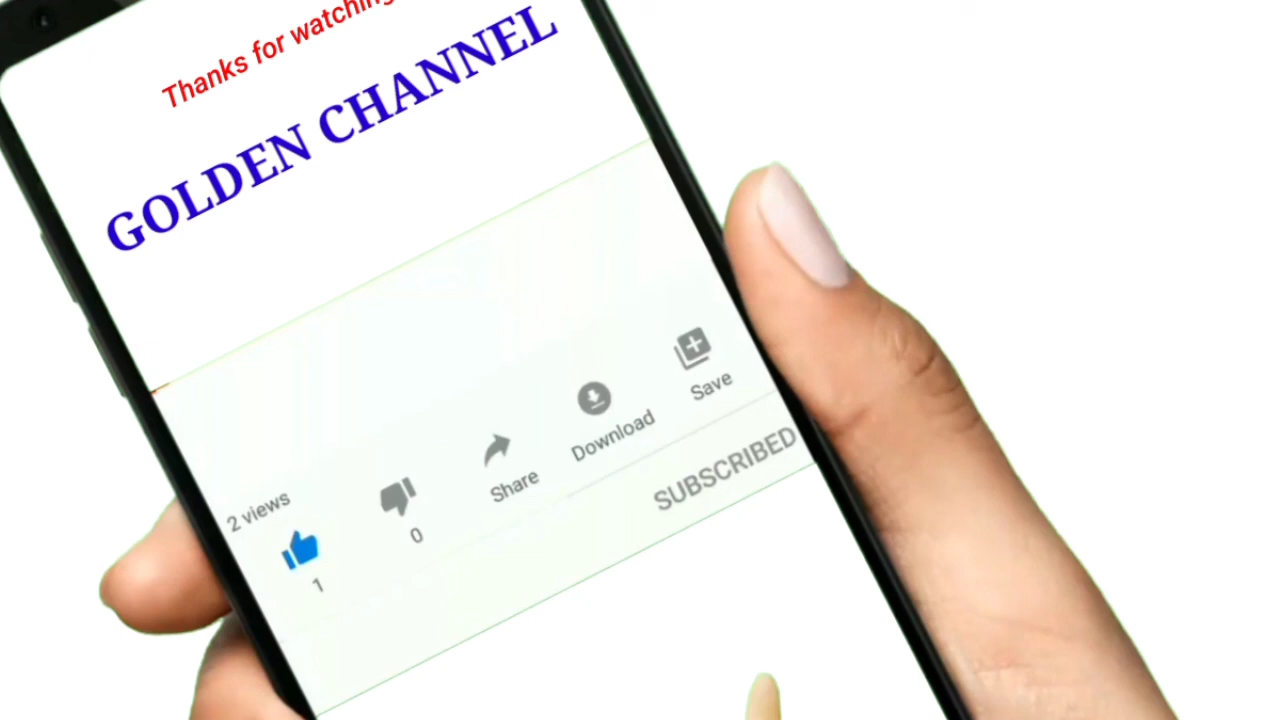 Thanks for watching
GOLDEN CHANNEL
2 views
1
0
Share
Download
Save
SUBSCRIBED